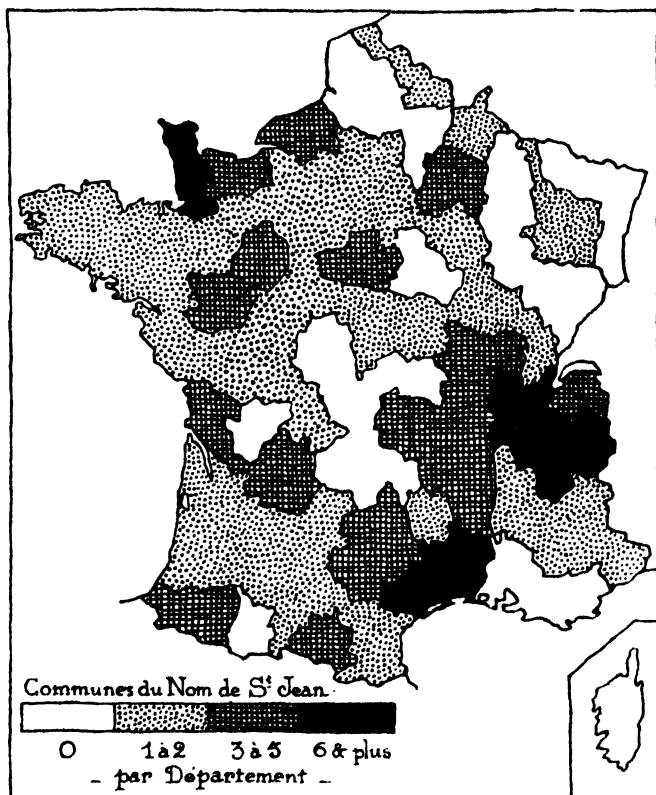 Communes du Nom de St Jean.
0 1 à 2 3 à 5 6 & plus
- par Département -